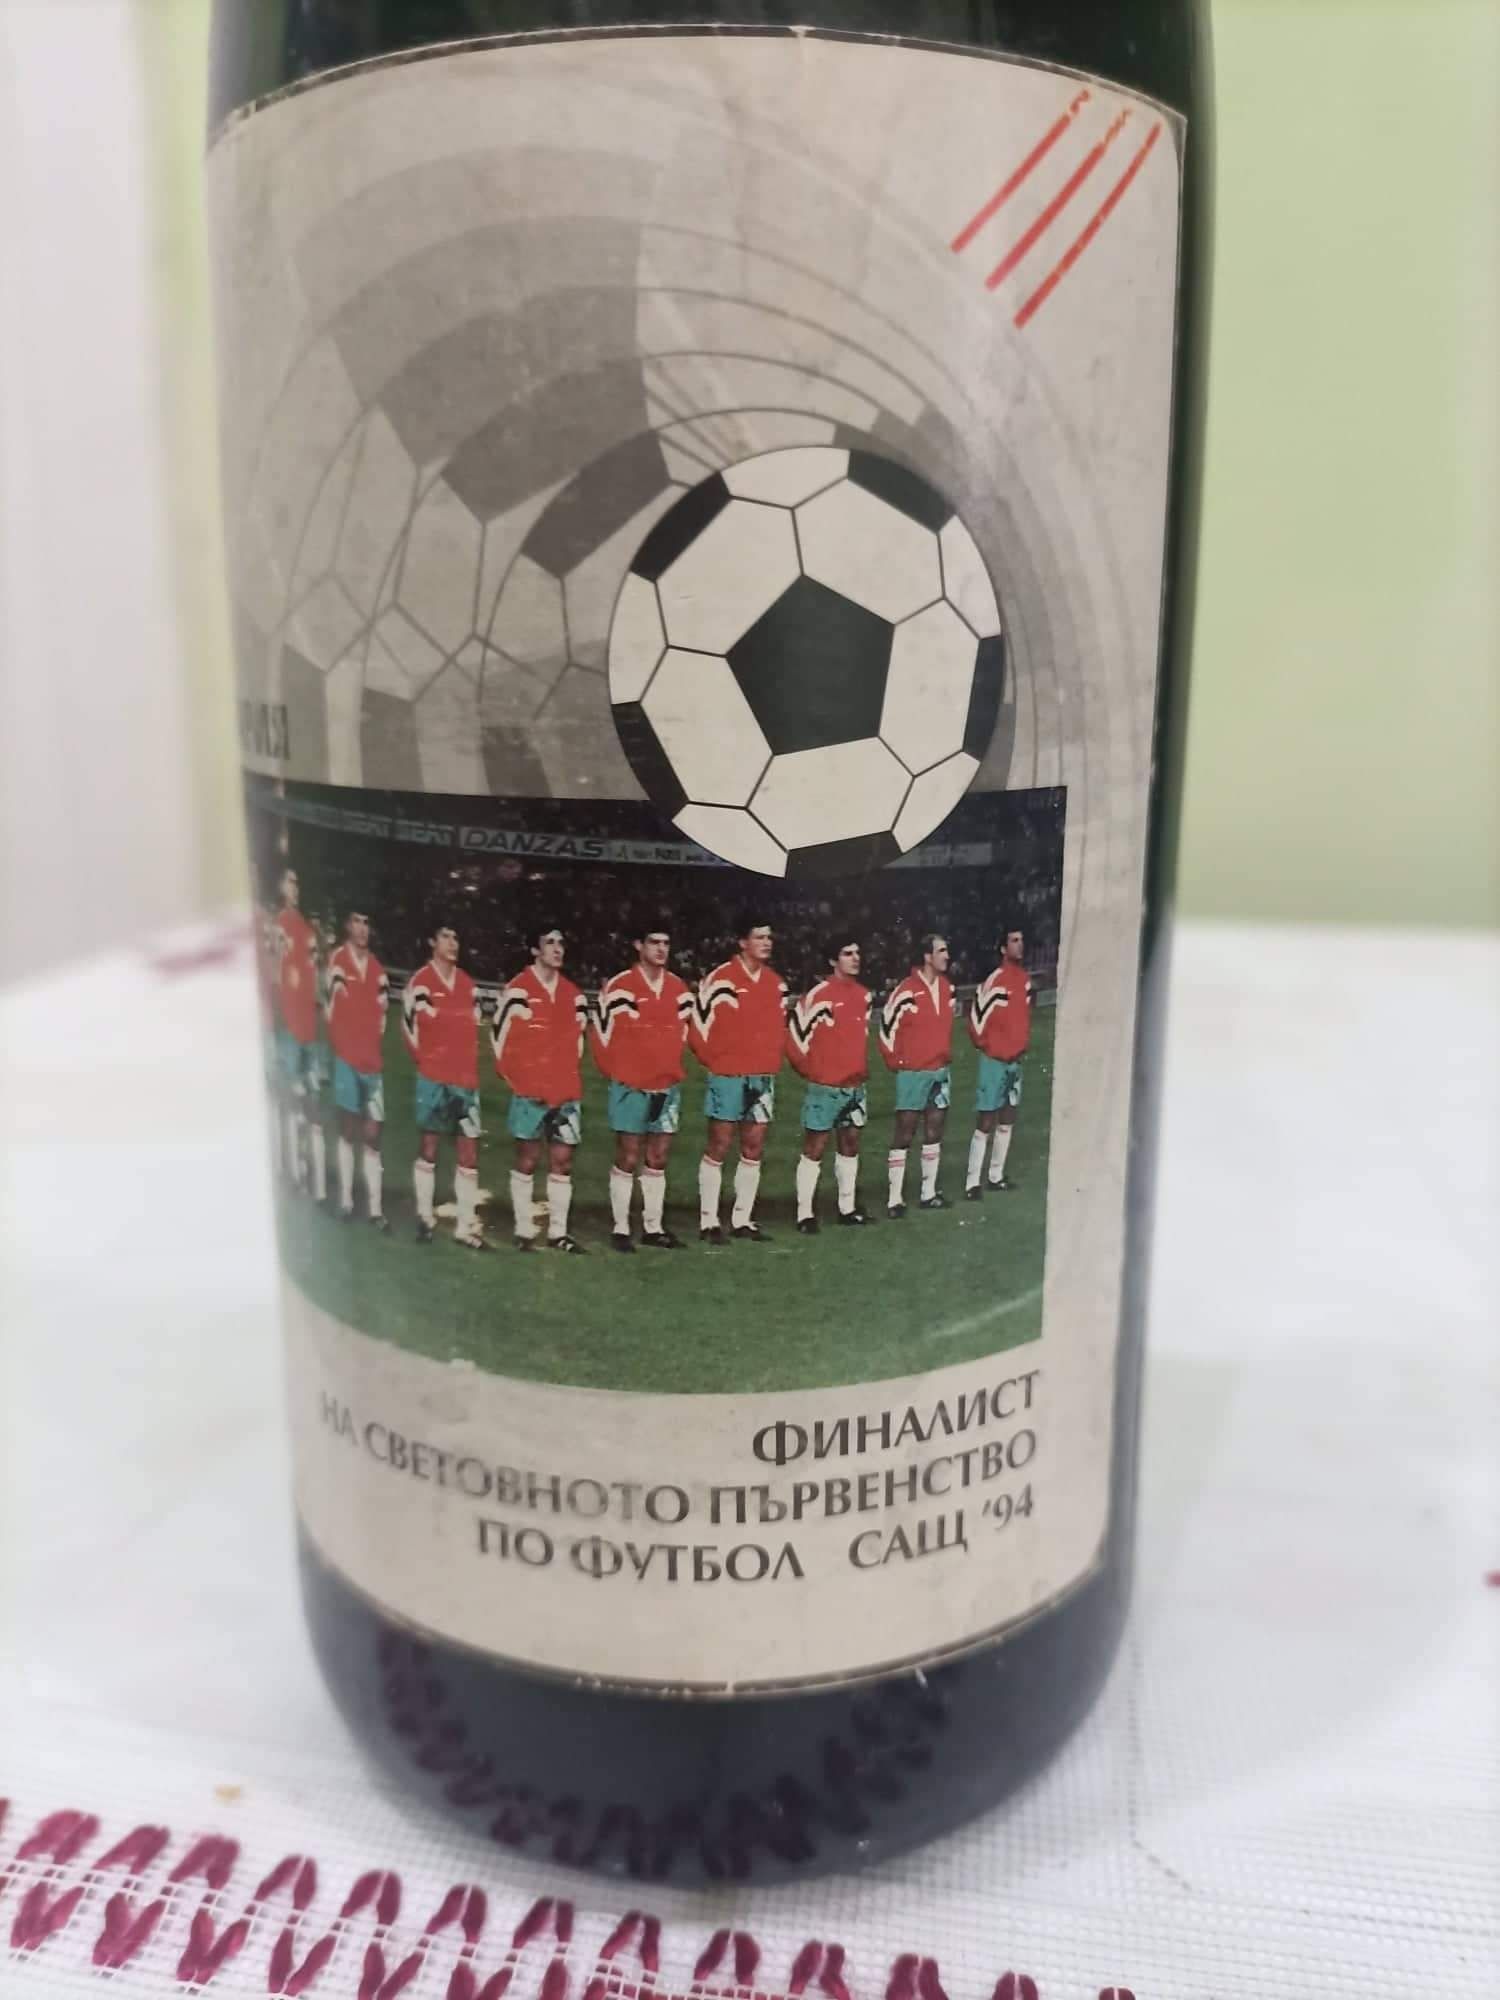 DANZAS
ФИНАЛИСТ
НА СВЕТОВНОТО ПЪРВЕНСТВО
ПО ФУТБОЛ САЩ '94